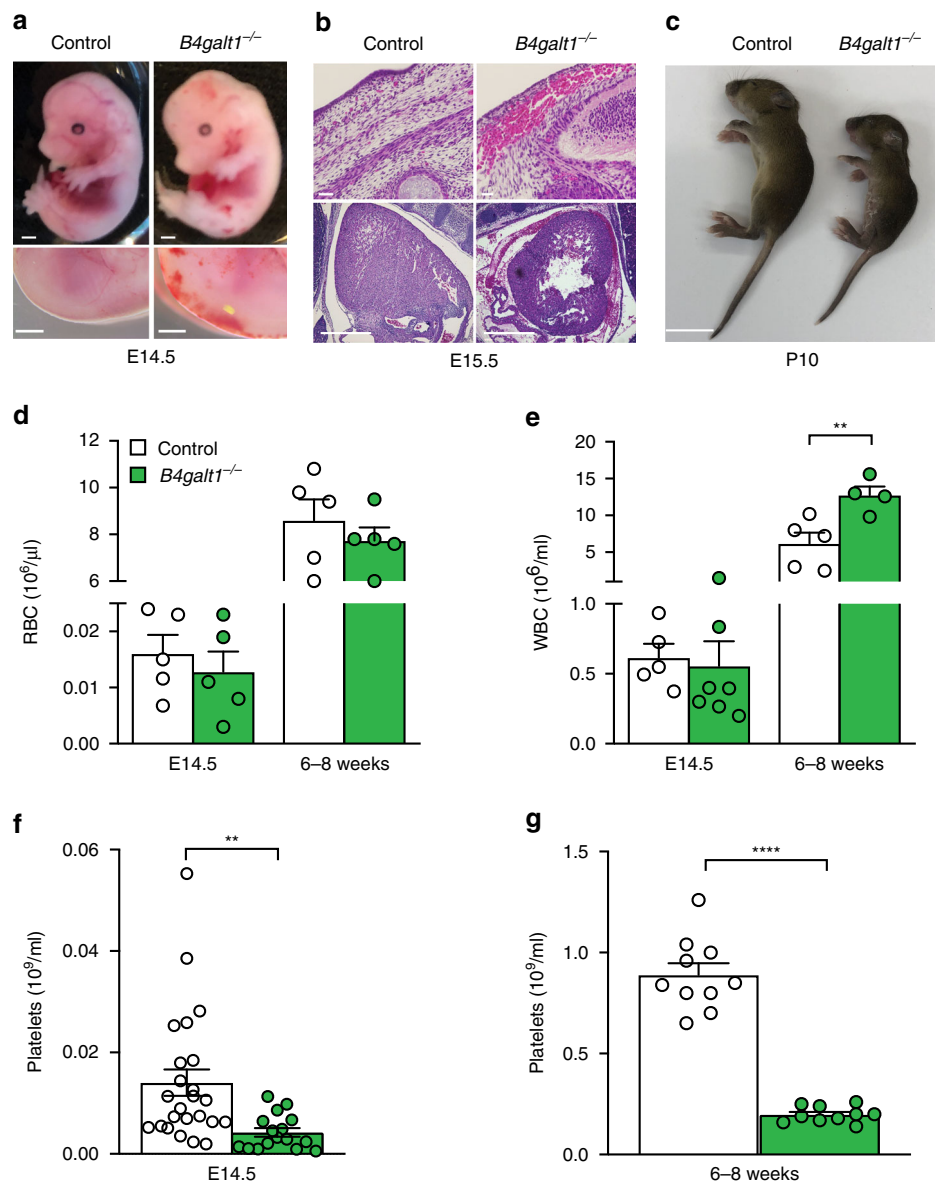 a
Control B4galt1–/–
E14.5
b
Control B4galt1–/–
E15.5
c
Control B4galt1–/–
P10
d
RBC (10⁶/µl)
12
10
8
6
0.02
0.01
0.00
Control
B4galt1–/–
E14.5 6–8 weeks
e
WBC (10⁶/ml)
20
15
10
5
1.0
0.5
0.0
**
E14.5 6–8 weeks
f
Platelets (10⁹/ml)
0.06
0.04
0.02
0.00
**
E14.5
g
Platelets (10⁹/ml)
1.5
1.0
0.5
0.0
****
6–8 weeks